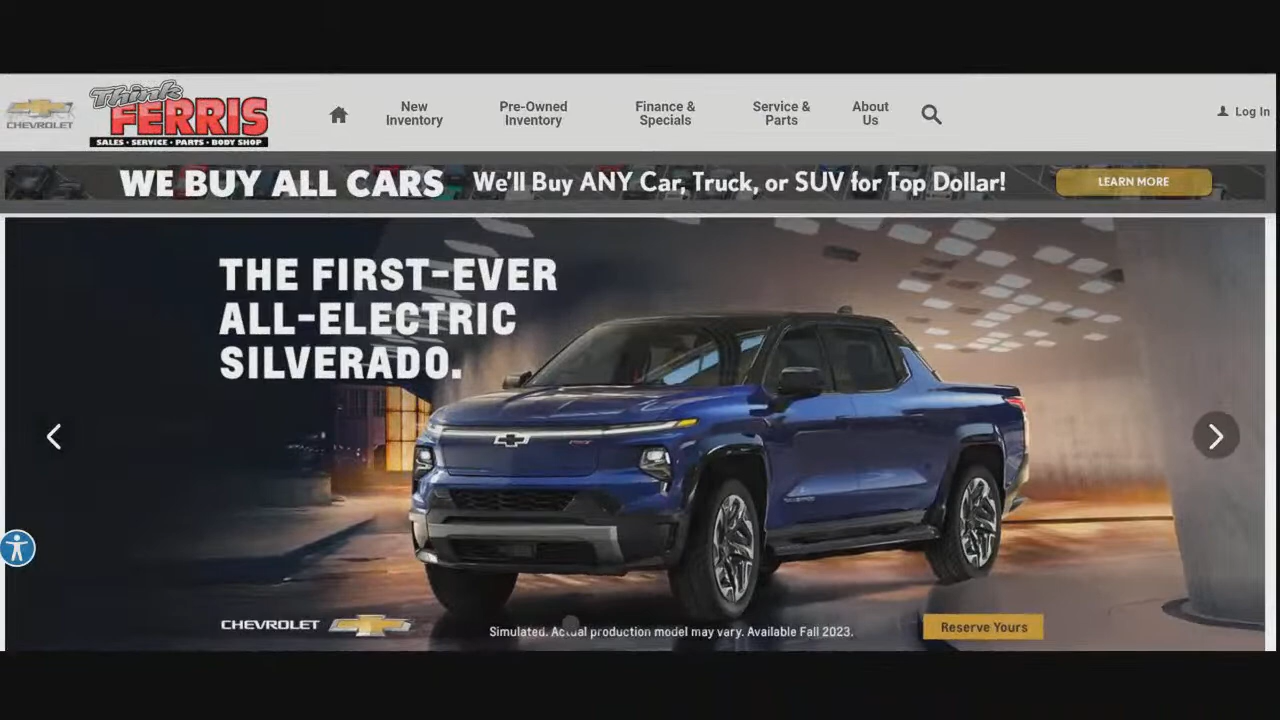 CHEVROLET
Think
FERRIS
SALES • SERVICE • PARTS • BODY SHOP
New
Inventory
Pre-Owned
Inventory
Finance &
Specials
Service &
Parts
About
Us
Log In
WE BUY ALL CARS
We'll Buy ANY Car, Truck, or SUV for Top Dollar!
LEARN MORE
THE FIRST-EVER
ALL-ELECTRIC
SILVERADO.
CHEVROLET
Simulated. Actual production model may vary. Available Fall 2023.
Reserve Yours